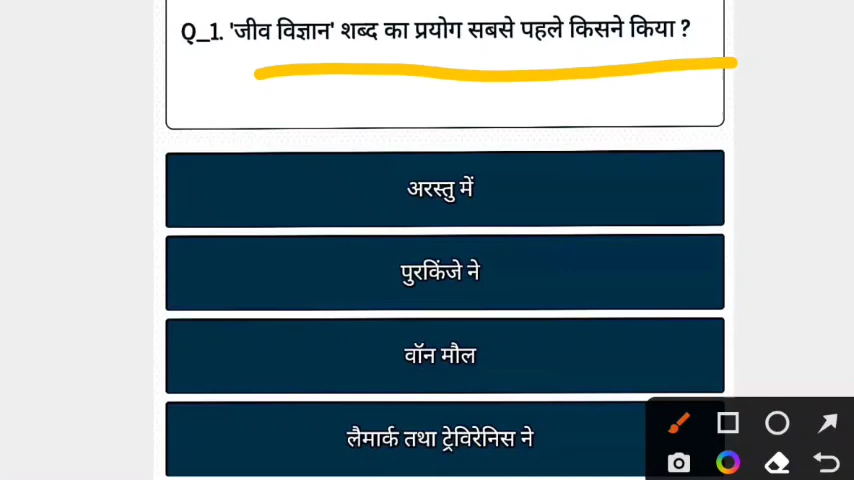 Q_1. 'जीव विज्ञान' शब्द का प्रयोग सबसे पहले किसने किया ?
अरस्तु में
पुरकिंजे ने
वॉन मौल
लैमार्क तथा ट्रेविरेनिस ने